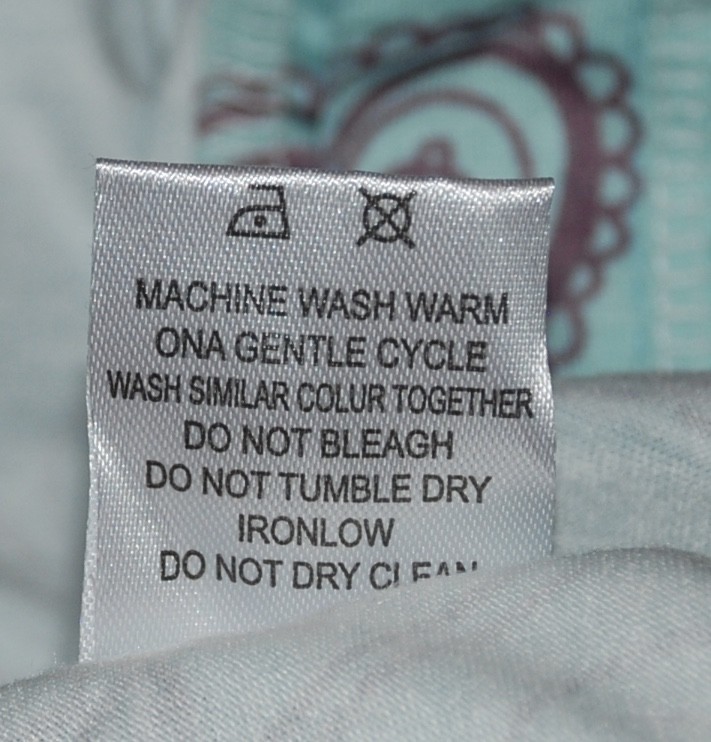 MACHINE WASH WARM
ONA GENTLE CYCLE
WASH SIMILAR COLUR TOGETHER
DO NOT BLEAGH
DO NOT TUMBLE DRY
IRONLOW
DO NOT DRY CLEAN